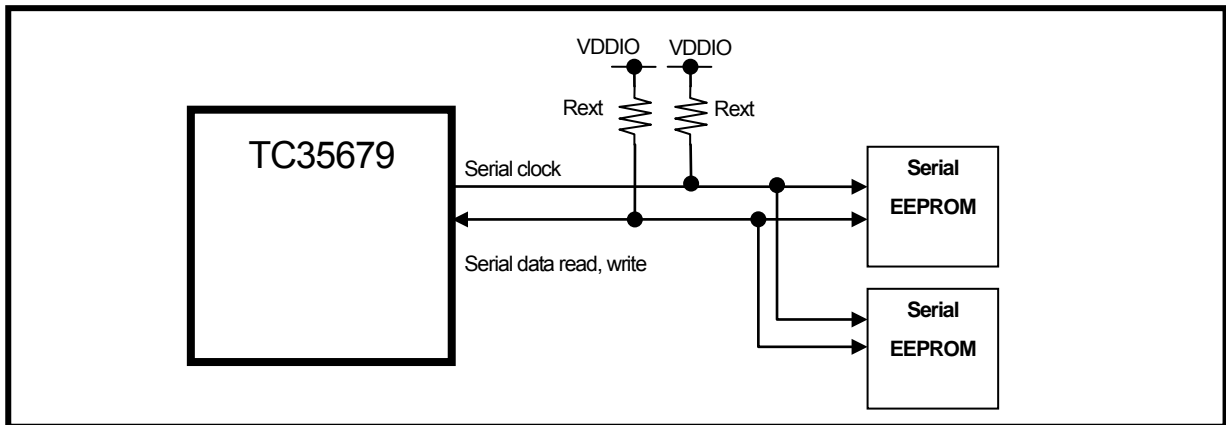 VDDIO VDDIO
Rext Rext
TC35679
Serial clock
Serial data read, write
Serial
EEPROM
Serial
EEPROM